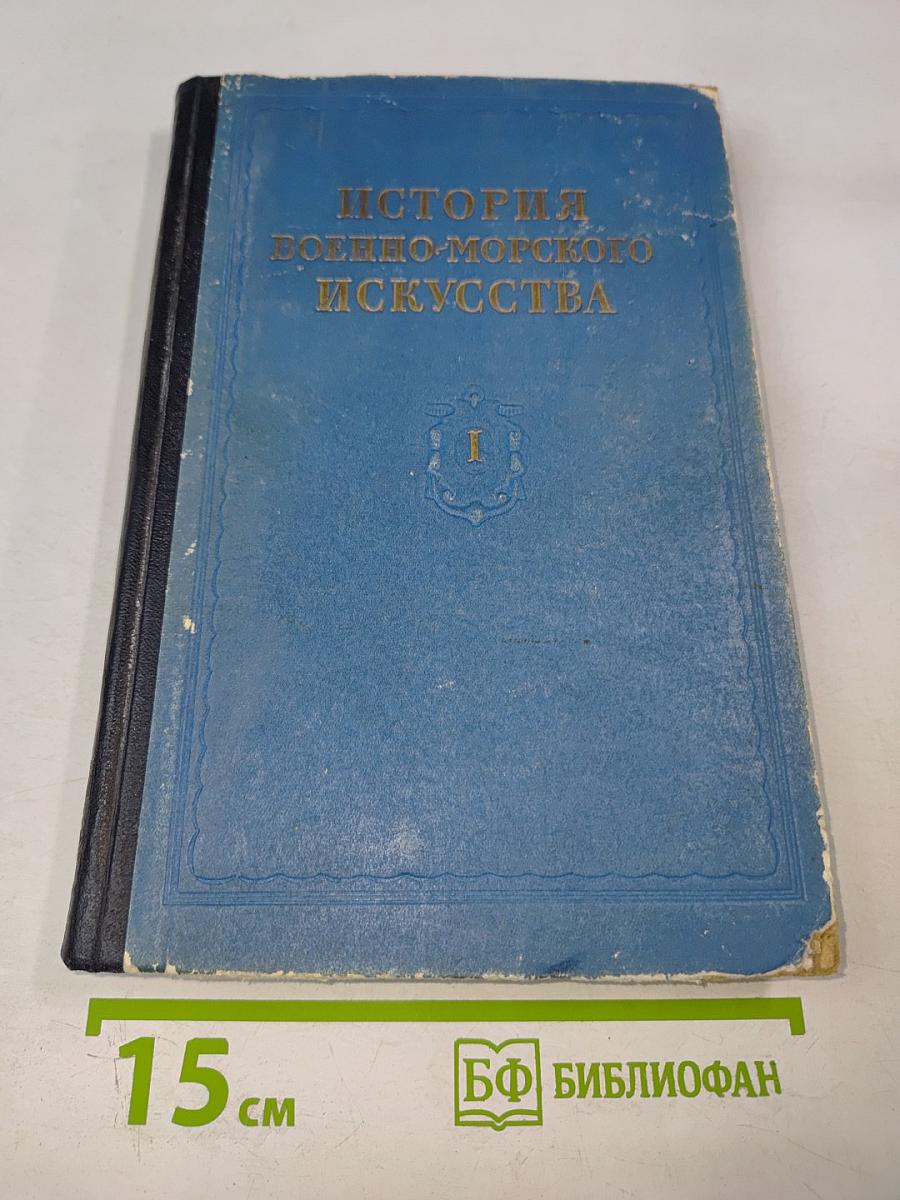 ИСТОРИЯ
ВОЕННО-МОРСКОГО
ИСКУССТВА
I
15 см
БФ БИБЛИОФАН